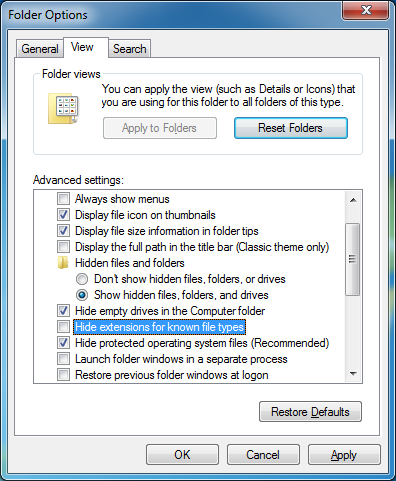 Folder Options
General
View
Search
Folder views
You can apply the view (such as Details or Icons) that
you are using for this folder to all folders of this type.
Apply to Folders
Reset Folders
Advanced settings:
Always show menus
Display file icon on thumbnails
Display file size information in folder tips
Display the full path in the title bar (Classic theme only)
Hidden files and folders
Don't show hidden files, folders, or drives
Show hidden files, folders, and drives
Hide empty drives in the Computer folder
Hide extensions for known file types
Hide protected operating system files (Recommended)
Launch folder windows in a separate process
Restore previous folder windows at logon
Restore Defaults
OK
Cancel
Apply